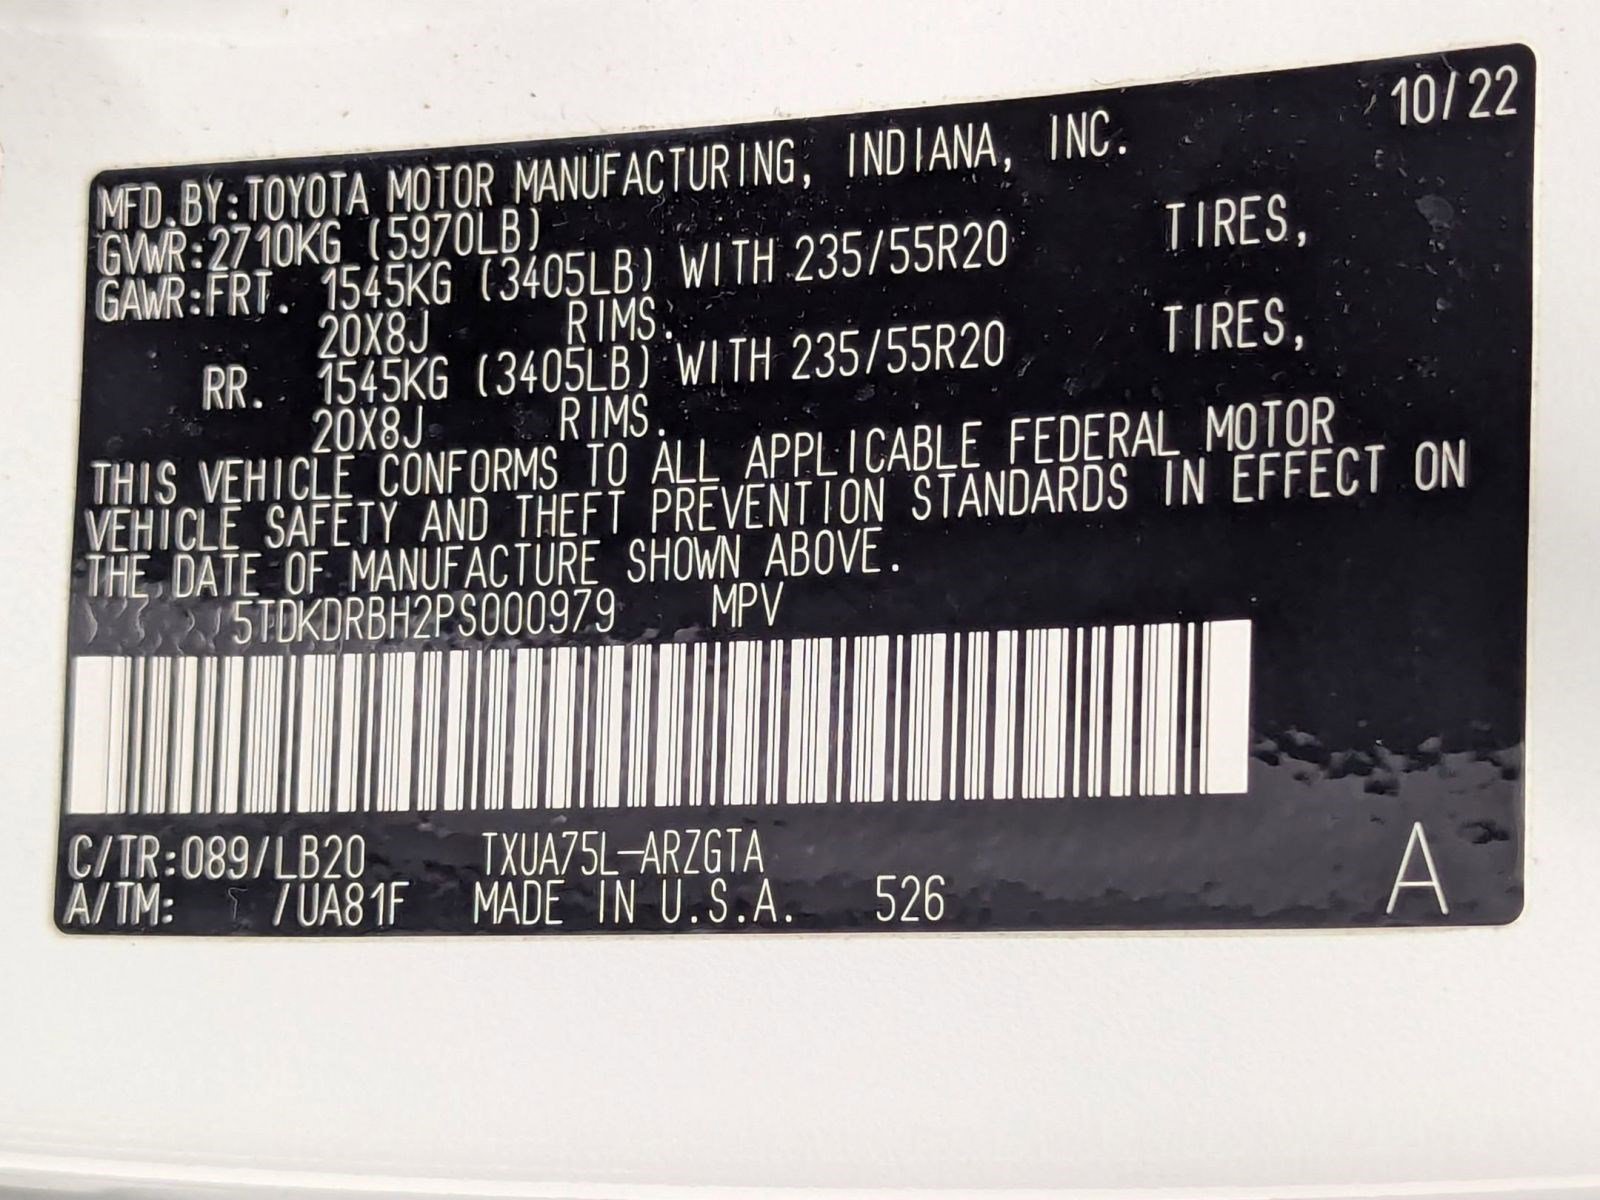 10/22
MFD.BY:TOYOTA MOTOR MANUFACTURING, INDIANA, INC.
GVWR:2710KG (5970LB)
GAWR:FRT. 1545KG (3405LB) WITH 235/55R20 TIRES,
20X8J RIMS.
RR. 1545KG (3405LB) WITH 235/55R20 TIRES,
20X8J RIMS.
THIS VEHICLE CONFORMS TO ALL APPLICABLE FEDERAL MOTOR
VEHICLE SAFETY AND THEFT PREVENTION STANDARDS IN EFFECT ON
THE DATE OF MANUFACTURE SHOWN ABOVE.
5TDKDRBH2PS000979 MPV
C/TR:089/LB20 TXUA75L-ARZGTA
A/TM: /UA81F MADE IN U.S.A. 526 A